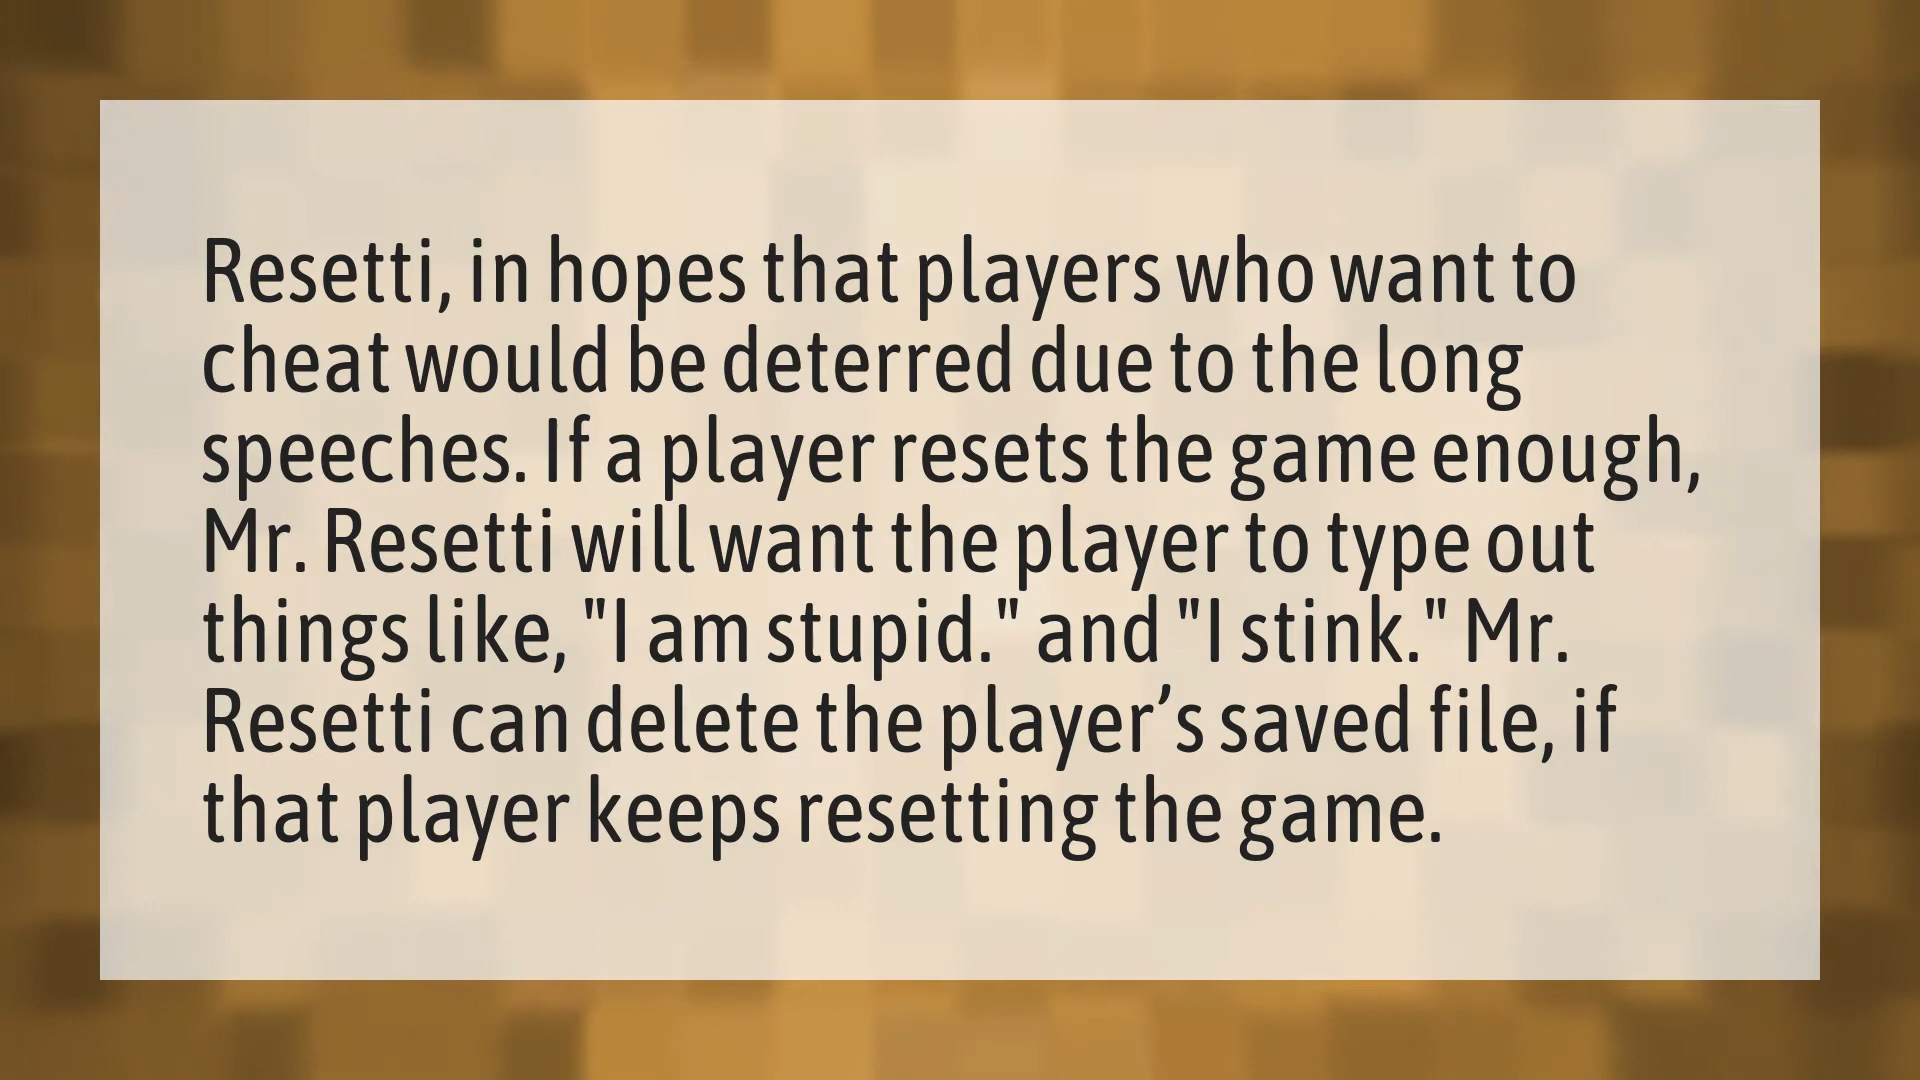 Resetti, in hopes that players who want to
cheat would be deterred due to the long
speeches. If a player resets the game enough,
Mr. Resetti will want the player to type out
things like, "I am stupid." and "I stink." Mr.
Resetti can delete the player’s saved file, if
that player keeps resetting the game.